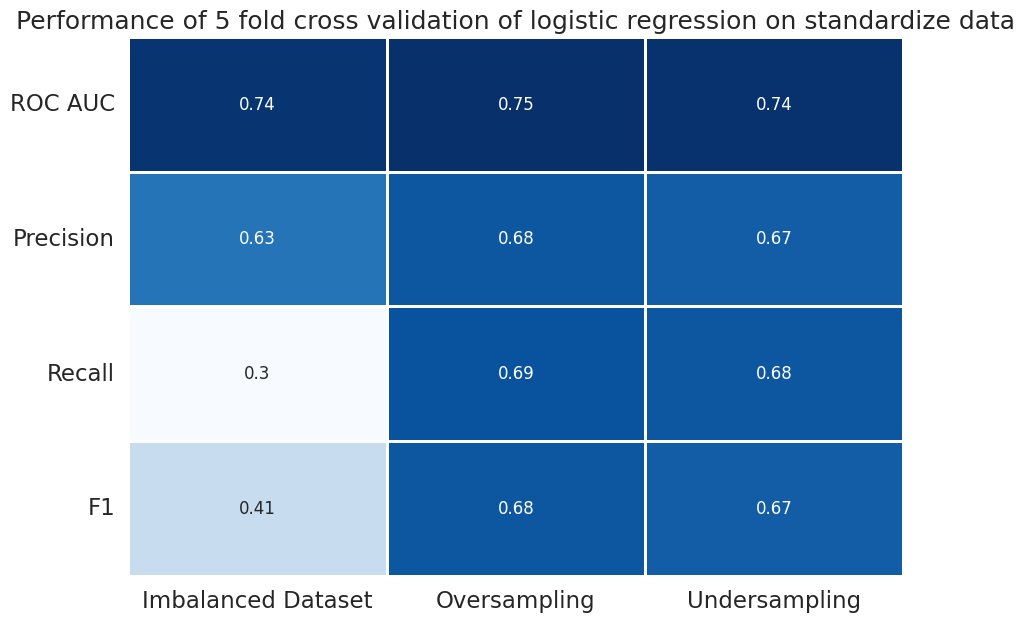 Performance of 5 fold cross validation of logistic regression on standardize data
ROC AUC 0.74 0.75 0.74
Precision 0.63 0.68 0.67
Recall 0.3 0.69 0.68
F1 0.41 0.68 0.67
Imbalanced Dataset Oversampling Undersampling